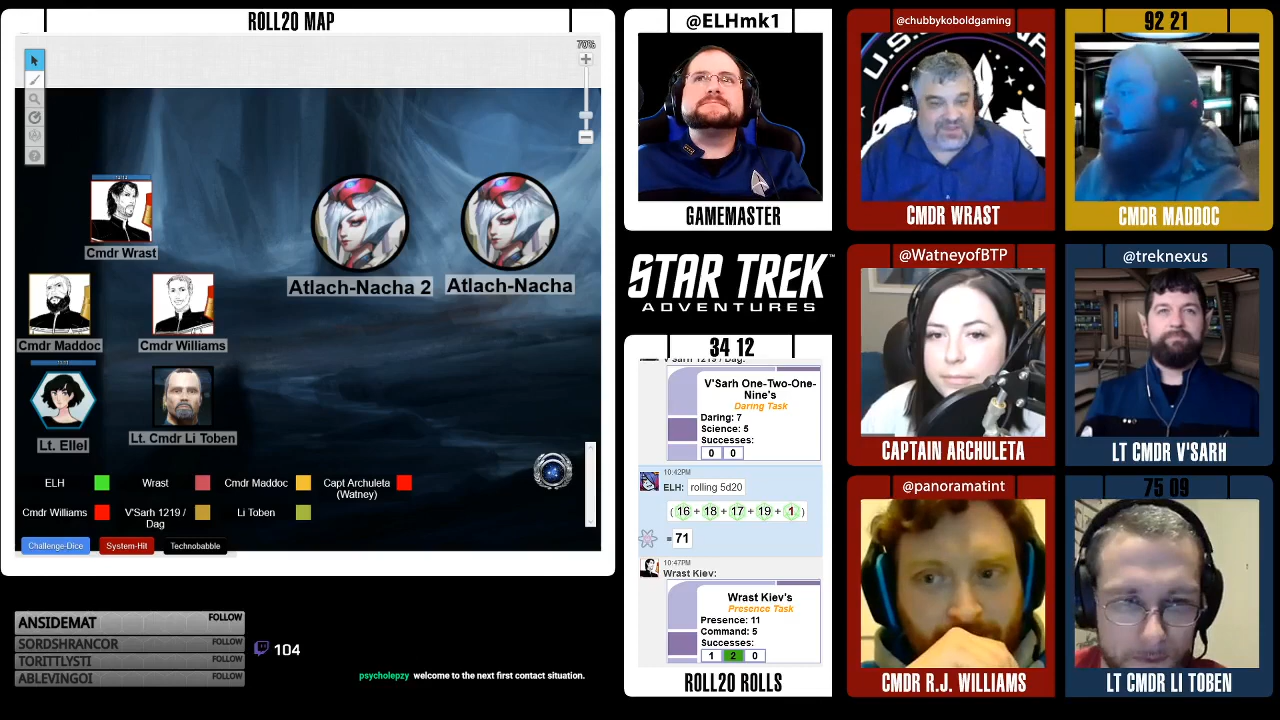 ROLL20 MAP
70%
12/12
Cmdr Wrast
Cmdr Maddoc
Cmdr Williams
Lt. Ellel
Lt. Cmdr Li Toben
Atlach-Nacha 2
Atlach-Nacha
ELH
Wrast
Cmdr Maddoc
Capt Archuleta
(Watney)
Cmdr Williams
V'Sarh 1219 /
Dag
Li Toben
Challenge-Dice
System-Hit
Technobabble
ANSIDEMAT FOLLOW
SORDSHRANCOR FOLLOW
TORITTLYSTI FOLLOW
ABLEVINGOI FOLLOW
104
psycholepzy welcome to the next first contact situation.
@ELHmk1
GAMEMASTER
STAR TREK™
ADVENTURES
34 12
V'Sarh 1219 / Dag:
V'Sarh One-Two-One-
Nine's
Daring Task
Daring: 7
Science: 5
Successes:
0 0
10:42PM
ELH: rolling 5d20
(16+18+17+19+1)
=71
10:47PM
Wrast Kiev:
Wrast Kiev's
Presence Task
Presence: 11
Command: 5
Successes:
1 2 0
ROLL20 ROLLS
@chubbykoboldgaming
U.S.S.
CMDR WRAST
92 21
CMDR MADDOC
@WatneyofBTP
CAPTAIN ARCHULETA
@treknexus
LT CMDR V'SARH
@panoramatint
CMDR R.J. WILLIAMS
75 09
LT CMDR LI TOBEN